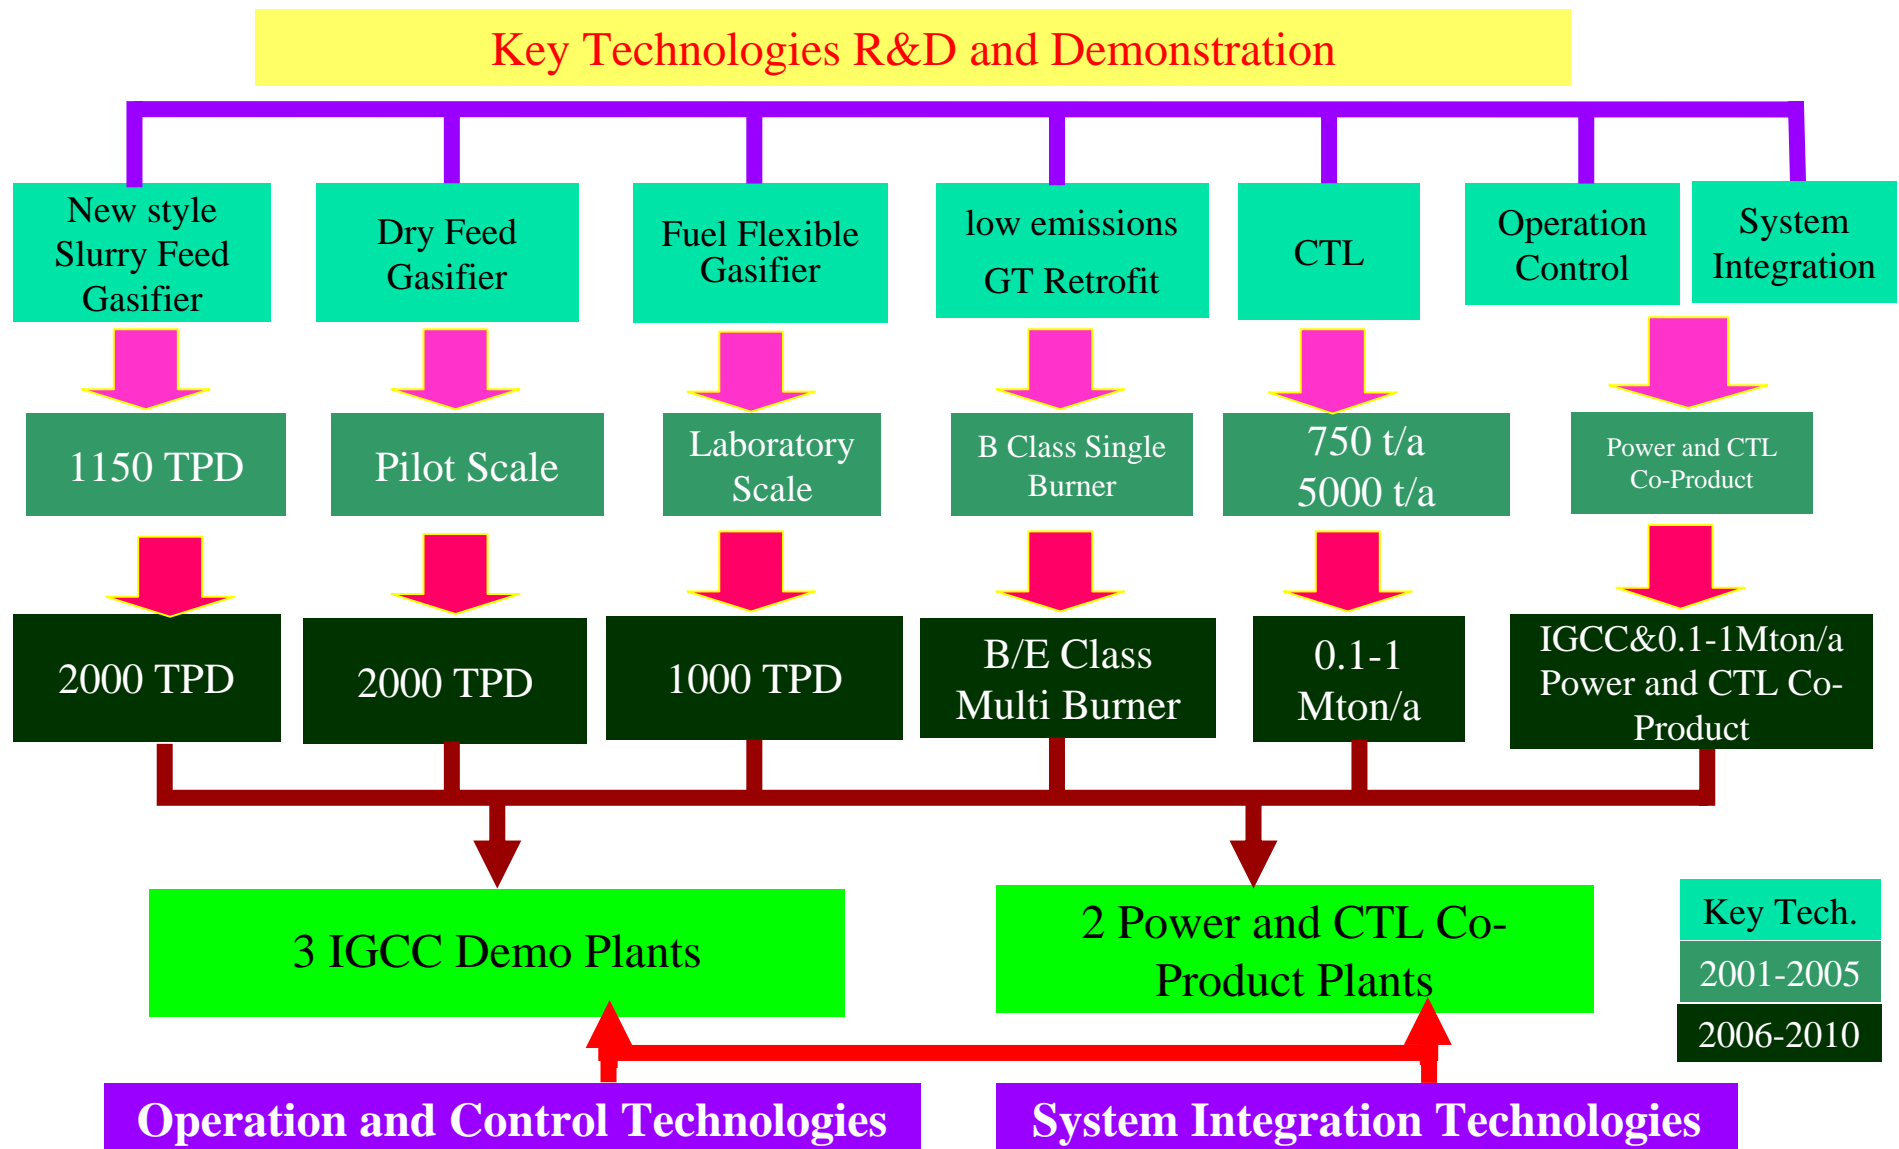 Key Technologies R&D and Demonstration
New style
Slurry Feed
Gasifier
Dry Feed
Gasifier
Fuel Flexible
Gasifier
low emissions
GT Retrofit
CTL
Operation
Control
System
Integration
1150 TPD
Pilot Scale
Laboratory
Scale
B Class Single
Burner
750 t/a
5000 t/a
Power and CTL
Co-Product
2000 TPD
2000 TPD
1000 TPD
B/E Class
Multi Burner
0.1-1
Mton/a
IGCC&0.1-1Mton/a
Power and CTL Co-
Product
3 IGCC Demo Plants
2 Power and CTL Co-
Product Plants
Key Tech.
2001-2005
2006-2010
Operation and Control Technologies
System Integration Technologies